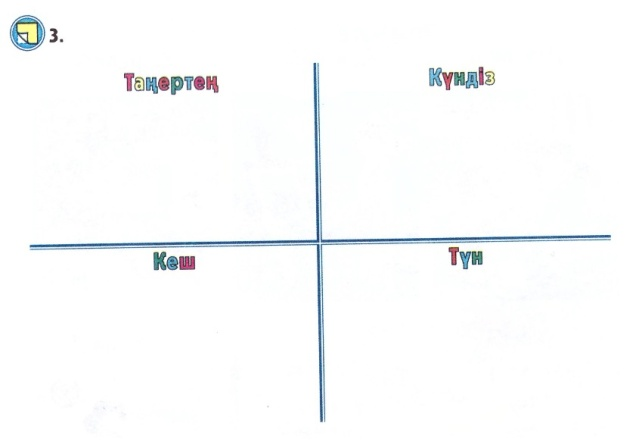 3.
Таңертең
Күндіз
Кеш
Түн